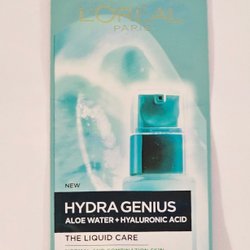 L'ORÉAL
PARIS
NEW
HYDRA GENIUS
ALOE WATER + HYALURONIC ACID
THE LIQUID CARE